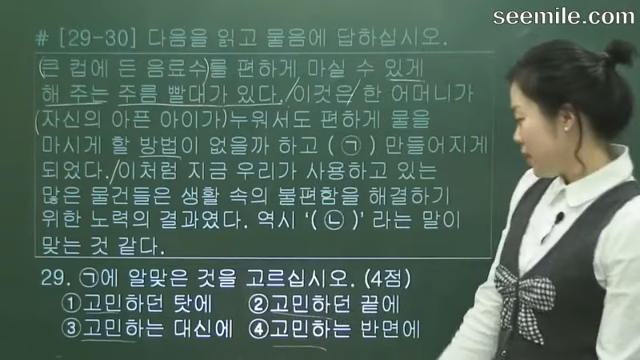 seemile.com
# [29-30] 다음을 읽고 물음에 답하십시오.
(큰 컵에 든 음료수)를 편하게 마실 수 있게
해 주는 주름 빨대가 있다./이것은/한 어머니가
(자신의 아픈 아이가)누워서도 편하게 물을
마시게 할 방법이 없을까 하고 ( ㉠ ) 만들어지게
되었다./이처럼 지금 우리가 사용하고 있는
많은 물건들은 생활 속의 불편함을 해결하기
위한 노력의 결과였다. 역시 ‘( ㉡ )’ 라는 말이
맞는 것 같다.
29. ㉠에 알맞은 것을 고르십시오. (4점)
①고민하던 탓에 ②고민하던 끝에
③고민하는 대신에 ④고민하는 반면에